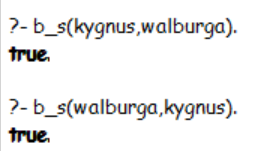 ?- b_s(kygnus,walburga).
true.
?- b_s(walburga,kygnus).
true.